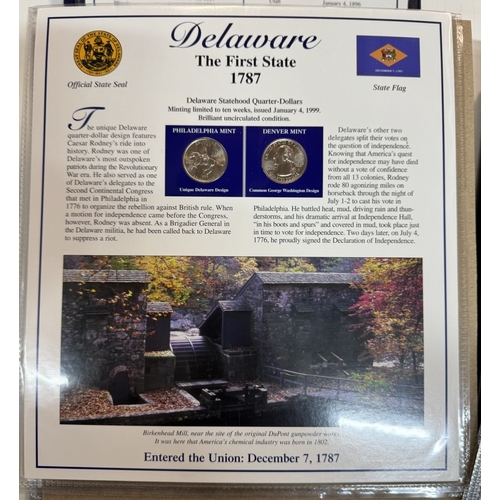 Utah
January 4, 1896
Delaware
The First State
1787
Official State Seal
State Flag
Delaware Statehood Quarter-Dollars
Minting limited to ten weeks, issued January 4, 1999.
Brilliant uncirculated condition.
PHILADELPHIA MINT
Unique Delaware Design
DENVER MINT
Common George Washington Design
The unique Delaware
quarter-dollar design features
Caesar Rodney's ride into
history. Rodney was one of
Delaware's most outspoken
patriots during the Revolutionary
War era. He also served as one
of Delaware's delegates to the
Second Continental Congress
that met in Philadelphia in
1776 to organize the rebellion against British rule. When
a motion for independence came before the Congress,
however, Rodney was absent. As a Brigadier General in
the Delaware militia, he had been called back to Delaware
to suppress a riot.
Delaware's other two
delegates split their votes on
the question of independence.
Knowing that America's quest
for independence may have died
without a vote of confidence
from all 13 colonies, Rodney
rode 80 agonizing miles on
horseback through the night of
July 1-2 to cast his vote in
Philadelphia. He battled heat, mud, driving rain and thun-
derstorms, and his dramatic arrival at Independence Hall,
"in his boots and spurs" and covered in mud, took place just
in time to vote for independence. Two days later, on July 4,
1776, he proudly signed the Declaration of Independence.
Birkenhead Mill, near the site of the original DuPont gunpowder works.
It was here that America's chemical industry was born in 1802.
Entered the Union: December 7, 1787